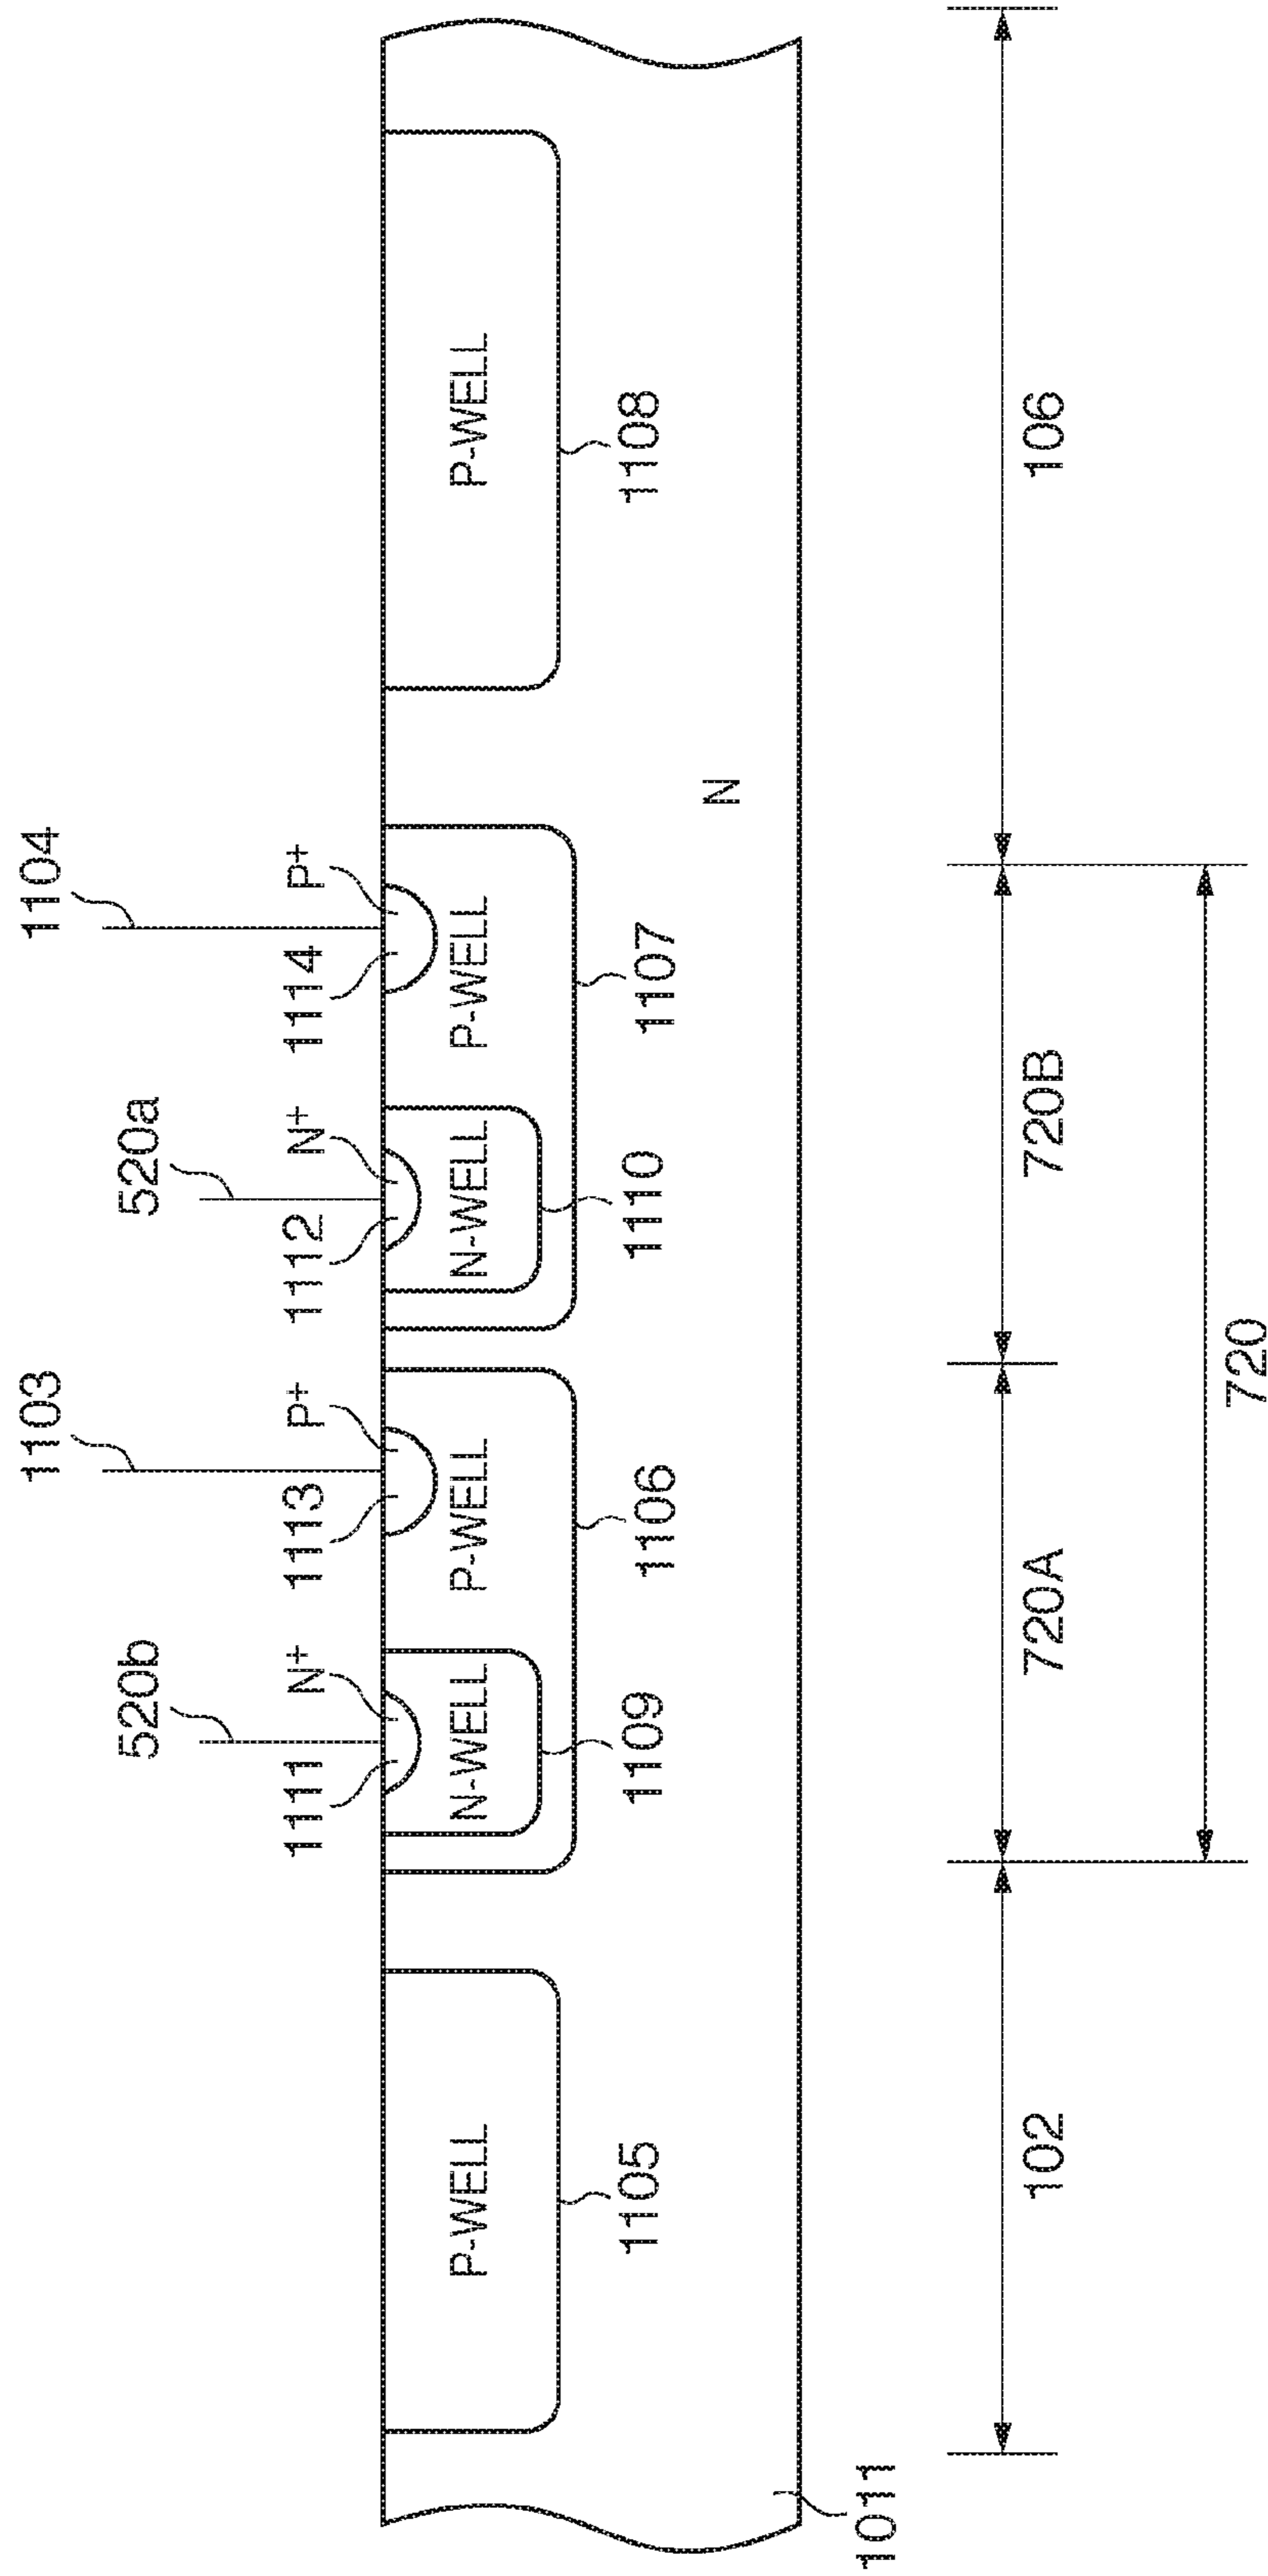 1103
1104
520b
520a
1111
N+
1113
P+
1112
N+
1114
P+
P-WELL
N-WELL
P-WELL
N-WELL
P-WELL
P-WELL
1105
1109
1106
1110
1107
1108
N
1011
102
720A
720B
106
720